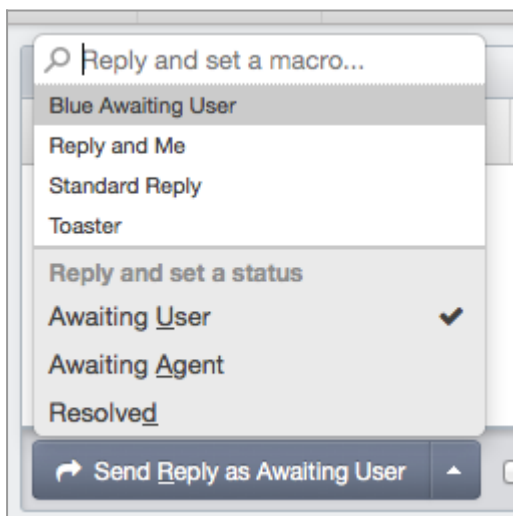 Reply and set a macro...
Blue Awaiting User
Reply and Me
Standard Reply
Toaster
Reply and set a status
Awaiting User
Awaiting Agent
Resolved
Send Reply as Awaiting User